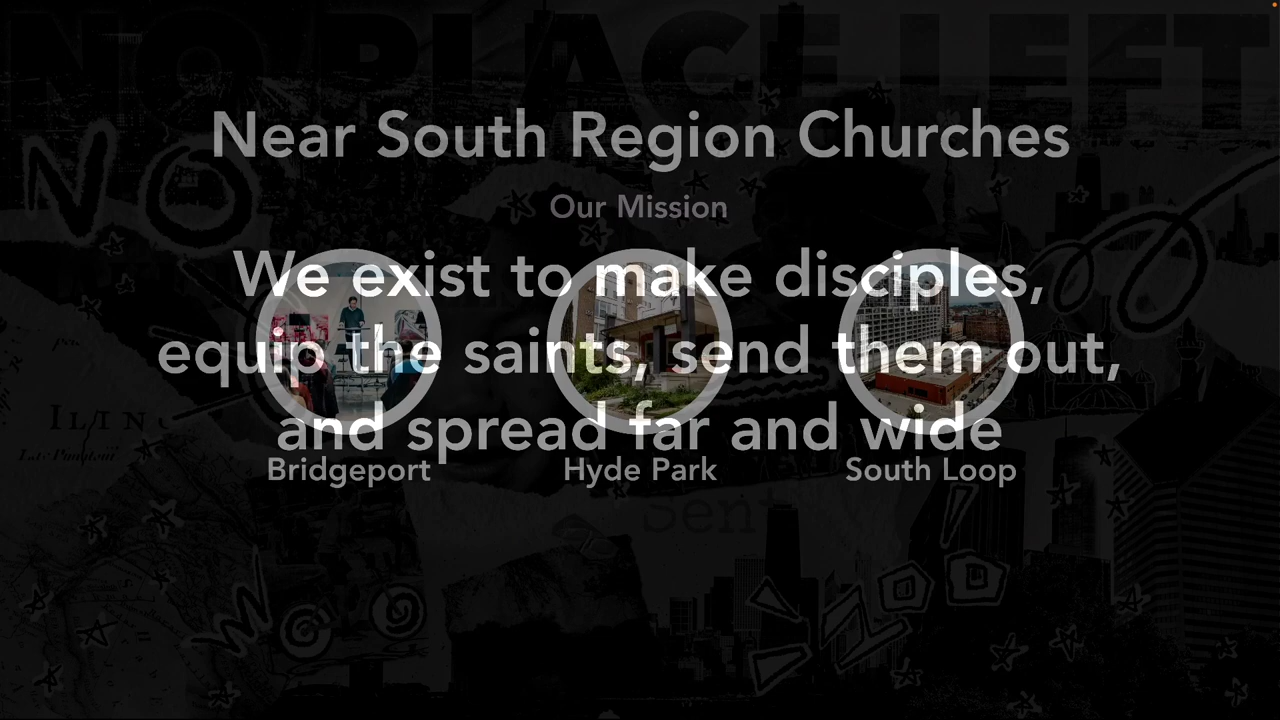 NO PLACE LEFT
Near South Region Churches
NO
Our Mission
We exist to make disciples,
equip the saints, send them out,
and spread far and wide
Bridgeport
Hyde Park
South Loop